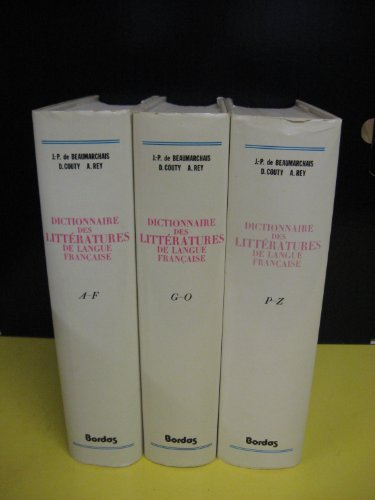 J.-P. de BEAUMARCHAIS
D. COUTY A. REY
DICTIONNAIRE
DES
LITTÉRATURES
DE LANGUE
FRANÇAISE
A-F
Bordas
J.-P. de BEAUMARCHAIS
D. COUTY A. REY
DICTIONNAIRE
DES
LITTÉRATURES
DE LANGUE
FRANÇAISE
G-O
Bordas
J.-P. de BEAUMARCHAIS
D. COUTY A. REY
DICTIONNAIRE
DES
LITTÉRATURES
DE LANGUE
FRANÇAISE
P-Z
Bordas